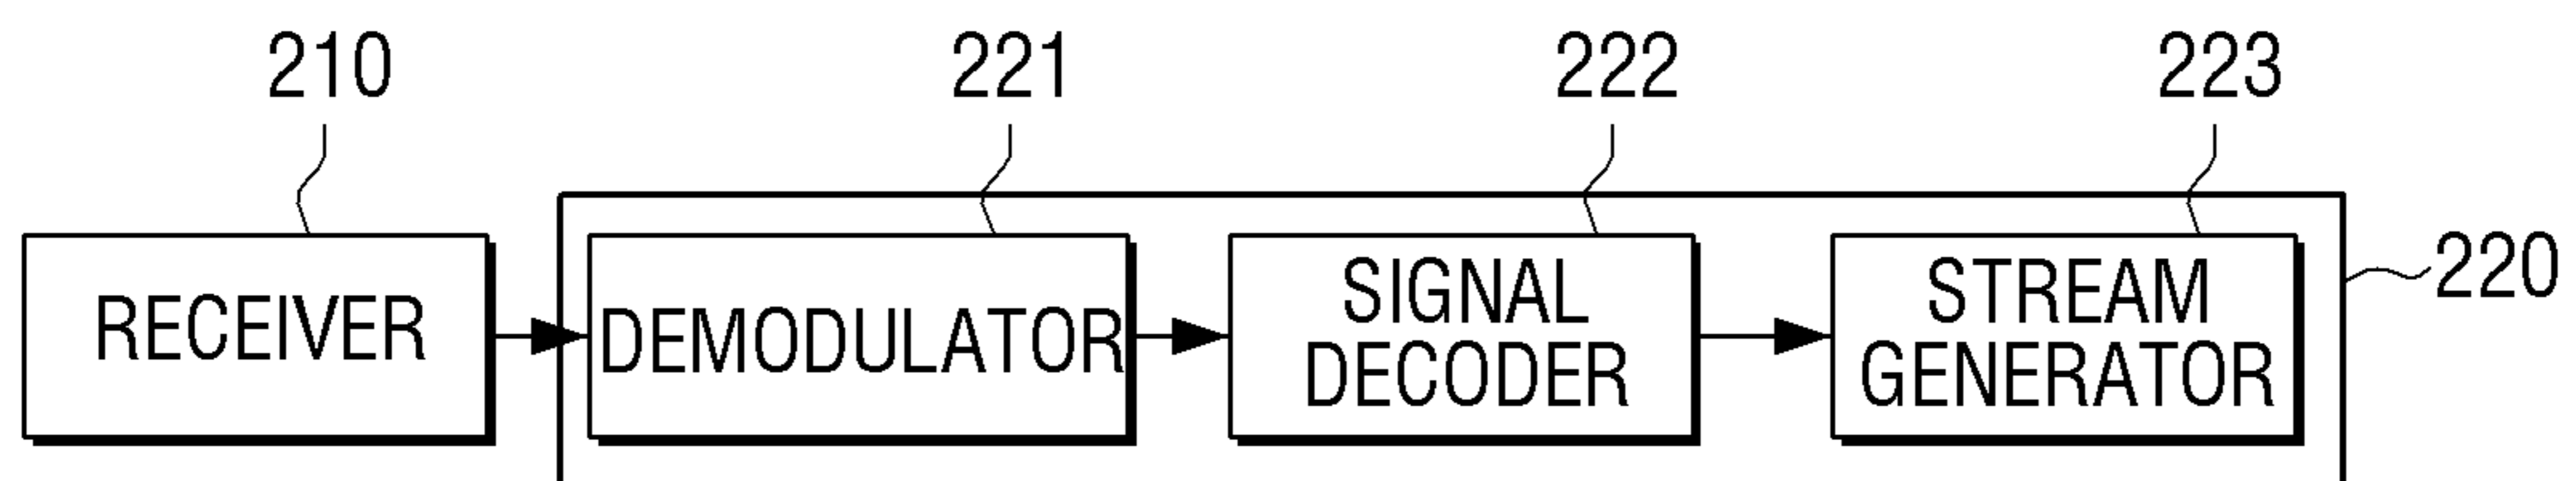 210
221
222
223
RECEIVER
DEMODULATOR
SIGNAL
DECODER
STREAM
GENERATOR
220